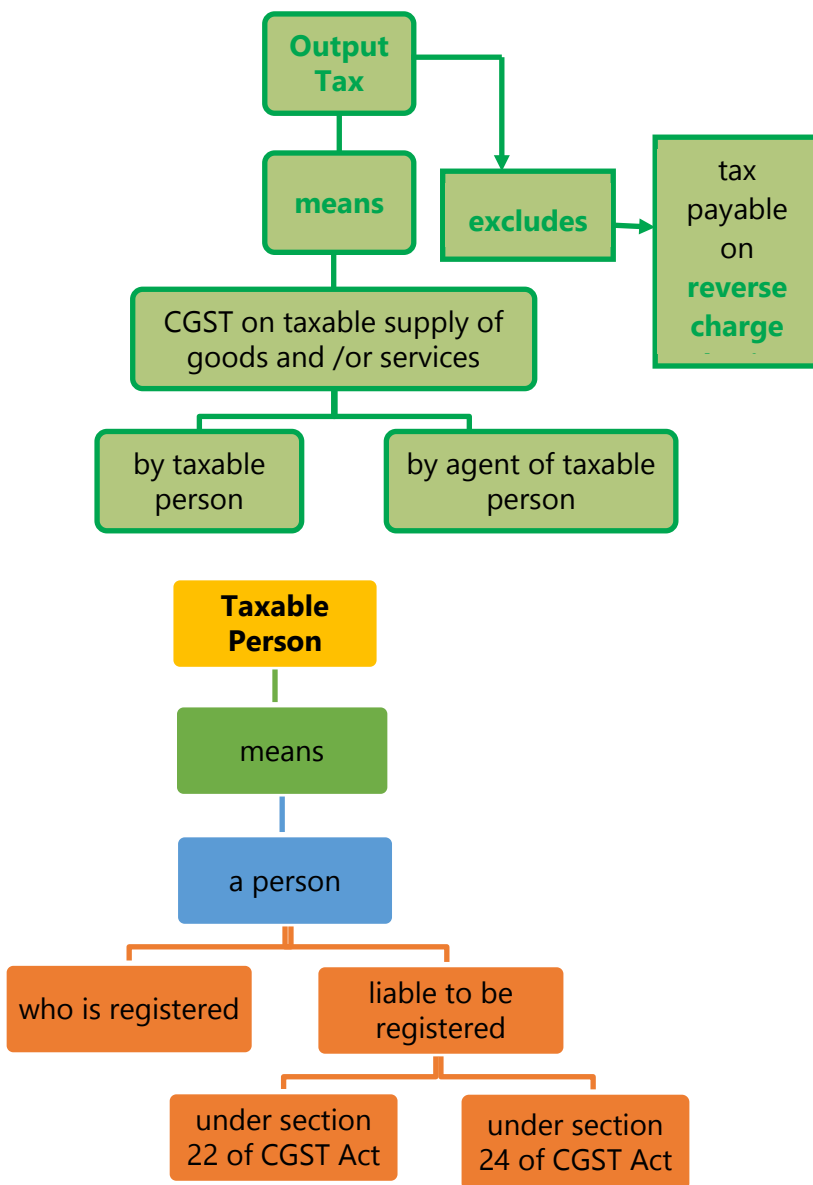 Output
Tax
means
excludes
tax
payable
on
reverse
charge
CGST on taxable supply of
goods and /or services
by taxable
person
by agent of taxable
person
Taxable
Person
means
a person
who is registered
liable to be
registered
under section
22 of CGST Act
under section
24 of CGST Act